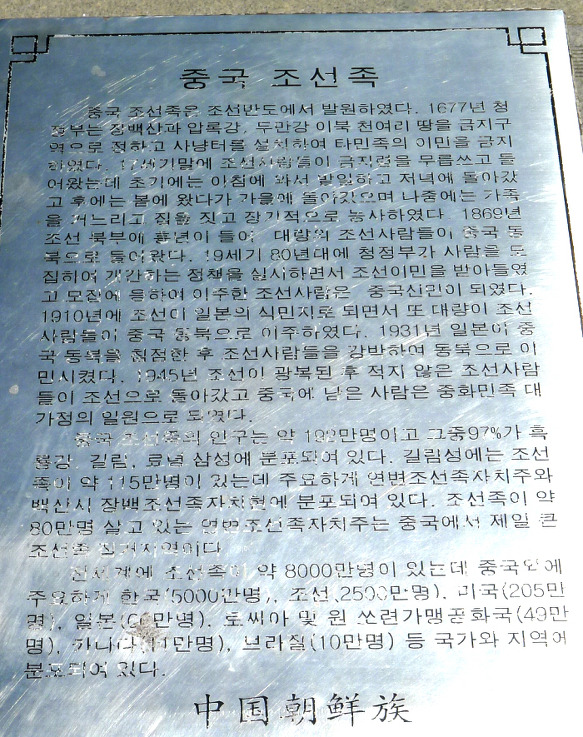 중국 조선족
중국 조선족은 조선반도에서 발원하였다. 1677년 청
정부는 장백산과 압록강, 두만강 이북 천여리 땅을 금지구
역으로 정하고 사냥터를 설치하여 타민족의 이민을 금지
하였다. 17세기말에 조선사람들이 금지령을 무릅쓰고 들
어왔는데 초기에는 아침에 와서 밭일하고 저녁에 돌아갔
고 후에는 봄에 왔다가 가을에 돌아갔으며 나중에는 가족
을 거느리고 집을 짓고 장기적으로 농사하였다. 1869년
조선 북부에 흉년이 들어 대량의 조선사람들이 중국 동
북으로 들어왔다. 19세기 80년대에 청정부가 사람을 모
집하여 개간하는 정책을 실시하면서 조선이민을 받아들였
고 모집에 응하여 이주한 조선사람은 중국신민이 되였다.
1910년에 조선이 일본의 식민지로 되면서 또 대량이 조선
사람들이 중국 동북으로 이주하였다. 1931년 일본이 중
국 동북을 침점한 후 조선사람들을 강박하여 동북으로 이
민시켰다. 1945년 조선이 광복된 후 적지 않은 조선사람
들이 조선으로 돌아갔고 중국에 남은 사람은 중화민족 대
가정의 일원으로 되였다.
중국 조선족의 인구는 약 192만명이고 그중97%가 흑
룡강, 길림, 료녕 삼성에 분포되여 있다. 길림성에는 조선
족이 약 115만명이 있는데 주요하게 연변조선족자치주와
백산시 장백조선족자치현에 분포되여 있다. 조선족이 약
80만명 살고 있는 연변조선족자치주는 중국에서 제일 큰
조선족 집거지역이다.
전세계에 조선족이 약 8000만명이 있는데 중국외에
주요하게 한국(5000만명), 조선(2500만명), 미국(205만
명), 일본( 만명), 로씨아 및 원 쏘련가맹공화국(49만
명), 카나다( 만명), 브라질(10만명) 등 국가와 지역에
분포되여 있다.
中国朝鲜族